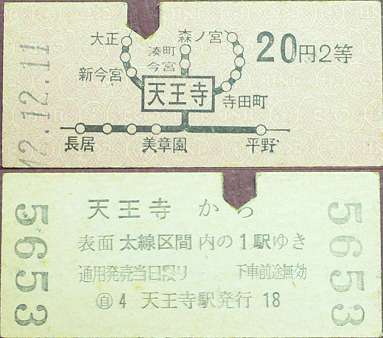 42.12.11
大正
新今宮
湊町
今宮
森ノ宮
寺田町
20円2等
天王寺
長居
美章園
平野
5653
天王寺から
表面太線区間内の1駅ゆき
通用発売当日限り 下車前途無効
自 4 天王寺駅発行 18
5653